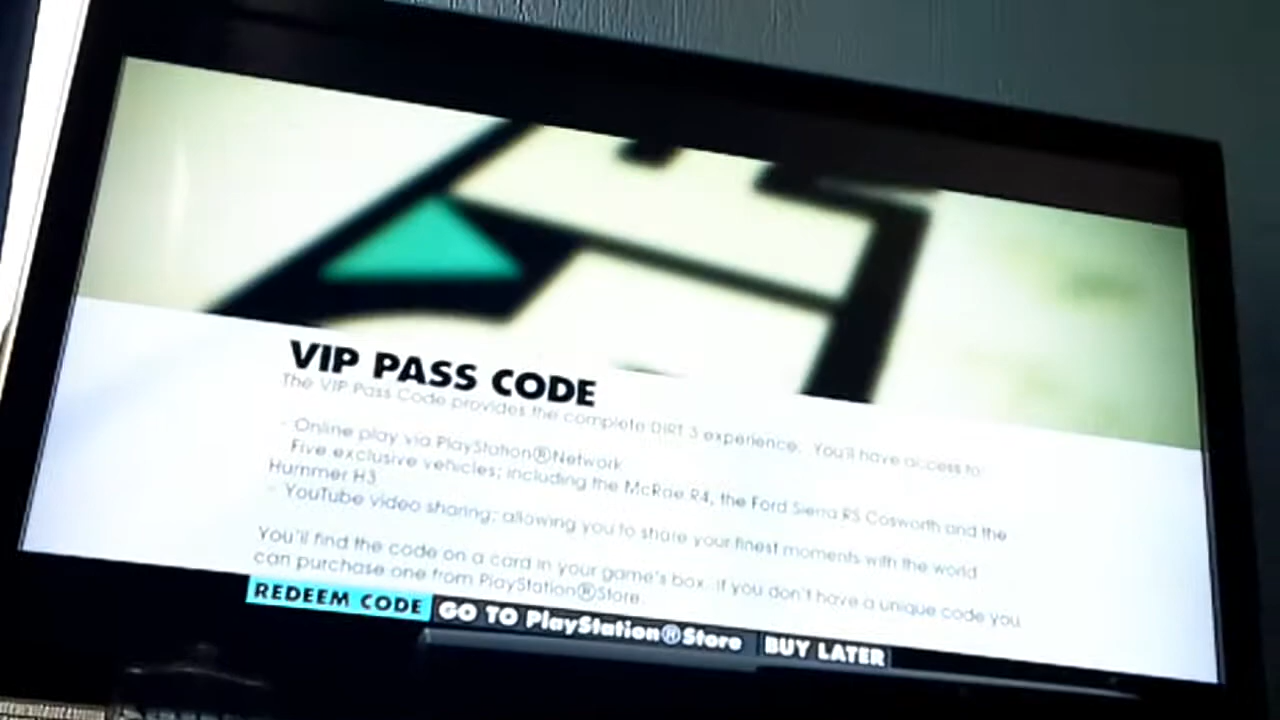 VIP PASS CODE
The VIP Pass Code provides the complete DiRT 3 experience. You'll have access to:
- Online play via PlayStation®Network
Five exclusive vehicles; including the McRae R4, the Ford Sierra RS Cosworth and the
Hummer H3
- YouTube video sharing; allowing you to share your finest moments with the world
You'll find the code on a card in your game's box. If you don't have a unique code you
can purchase one from PlayStation®Store.
REDEEM CODE GO TO PlayStation®Store BUY LATER